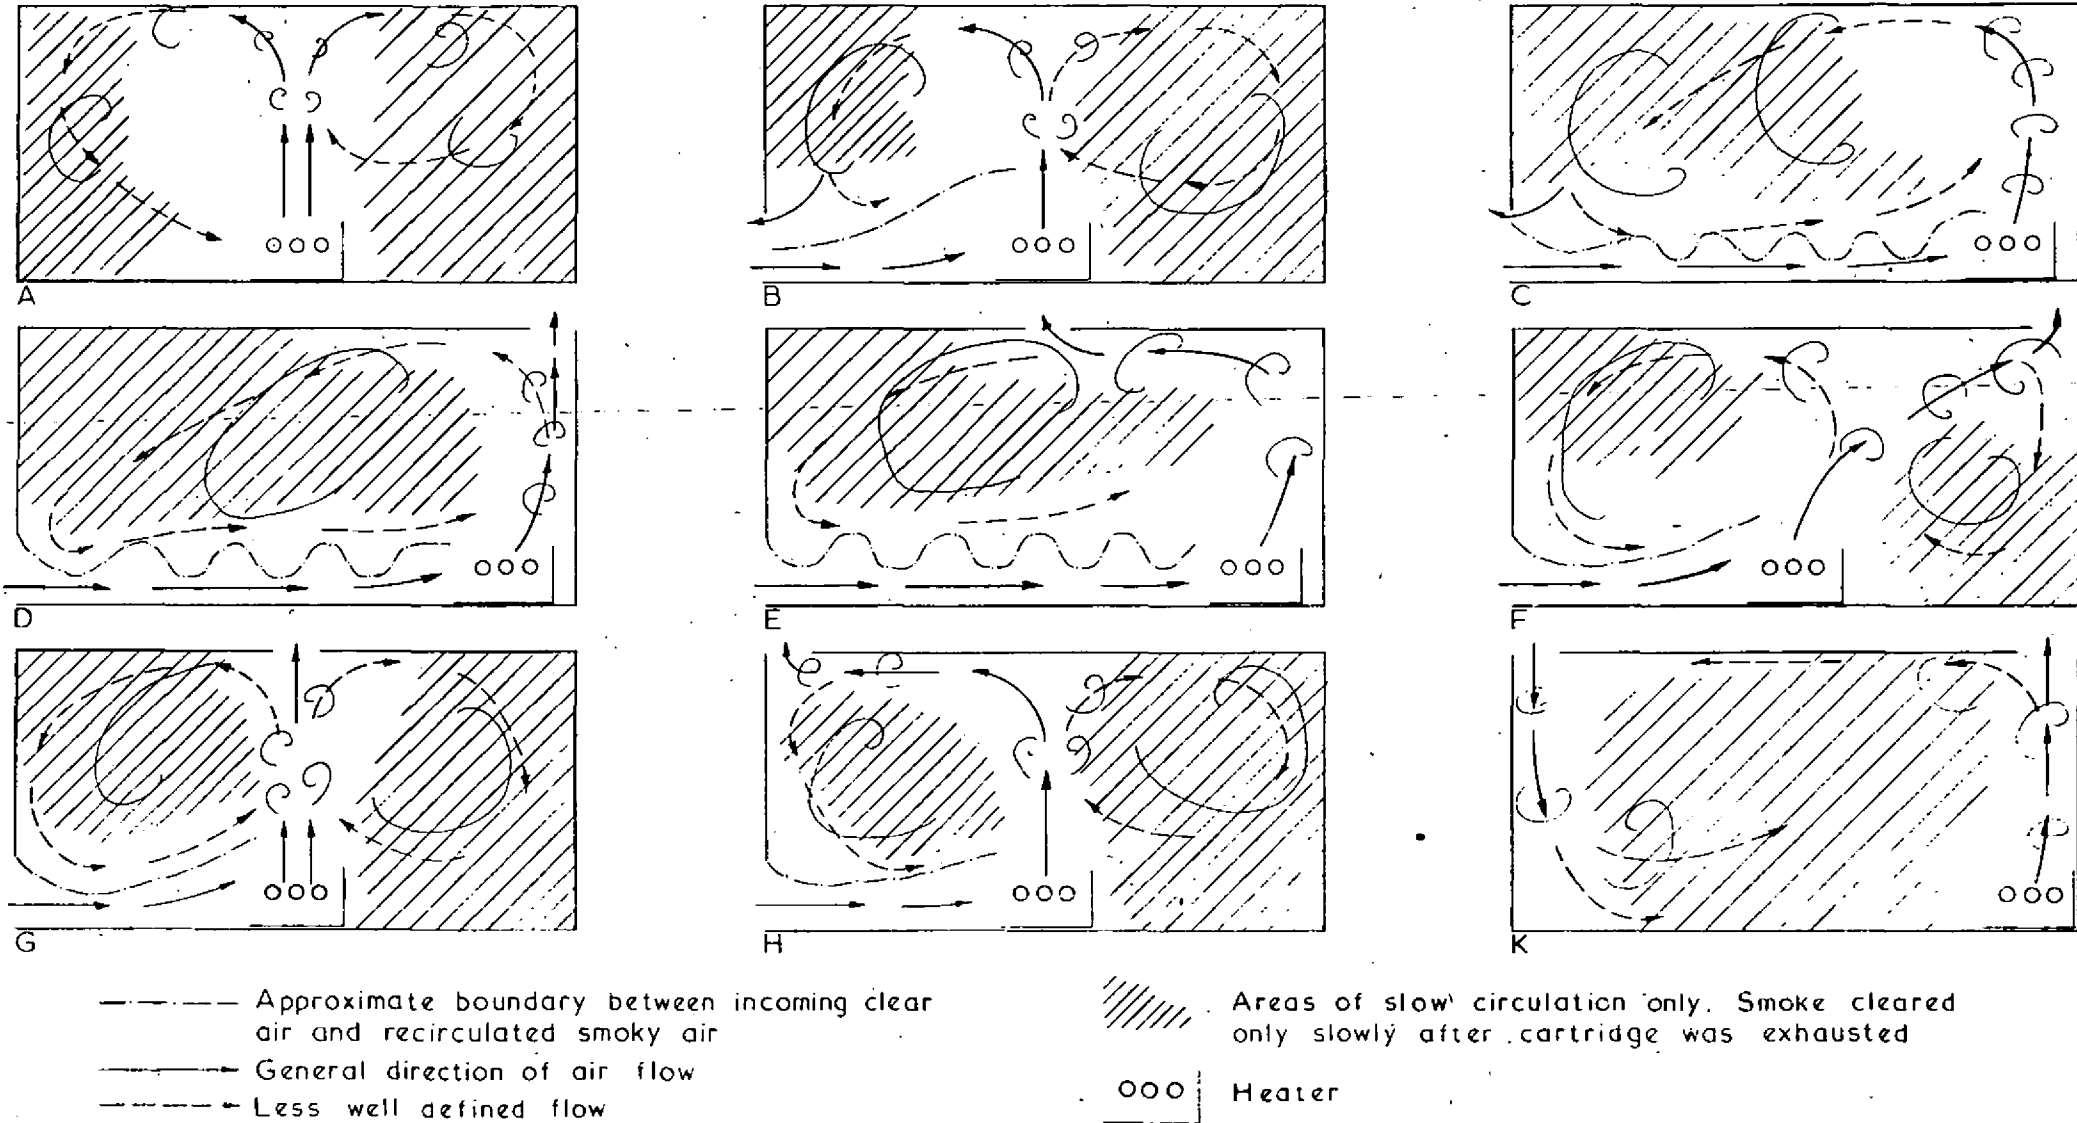 A
B
C
D
E
F
G
H
K
Approximate boundary between incoming clear
air and recirculated smoky air
General direction of air flow
Less well defined flow
Areas of slow circulation only. Smoke cleared
only slowly after cartridge was exhausted
Heater